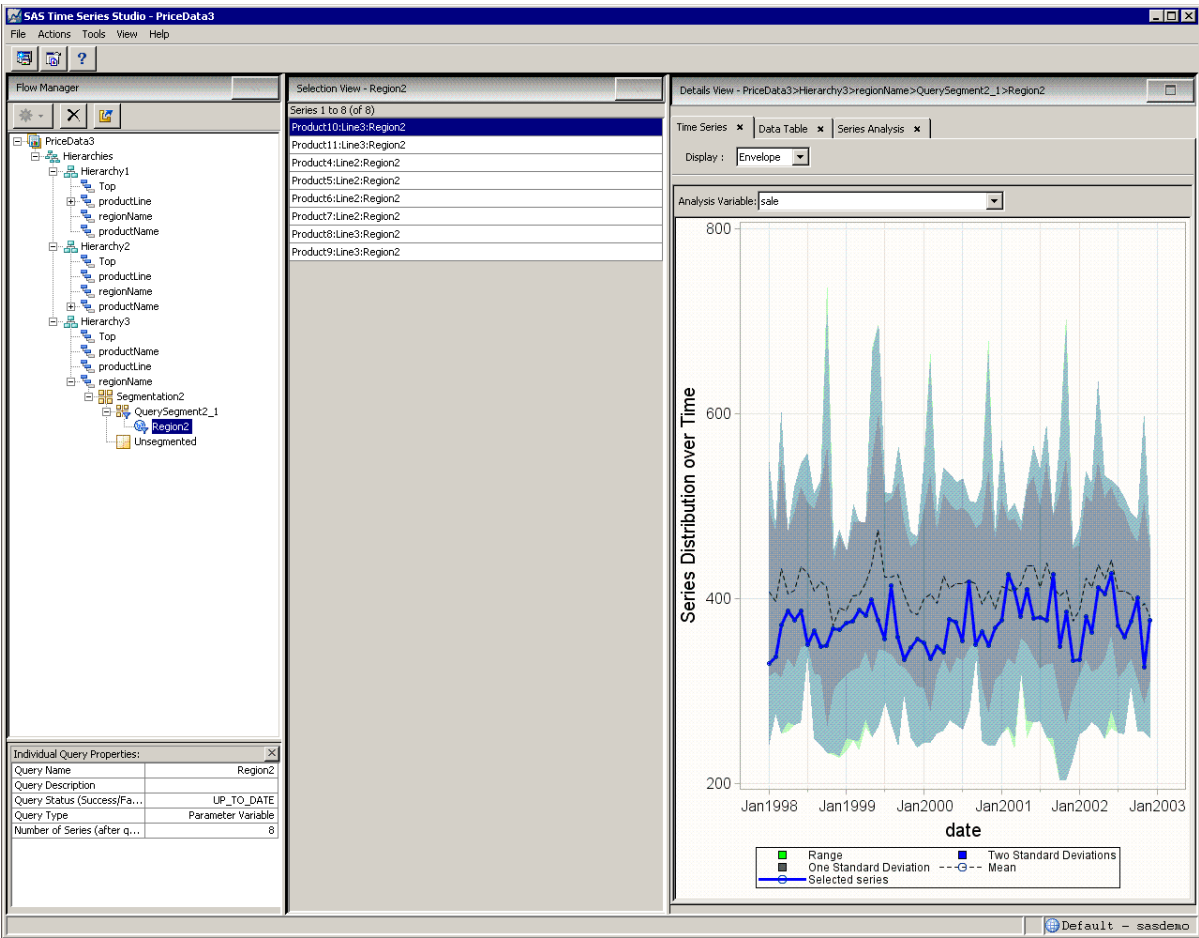 SAS Time Series Studio - PriceData3
File Actions Tools View Help
Flow Manager
PriceData3
Hierarchies
Hierarchy1
Top
productLine
regionName
productName
Hierarchy2
Top
productLine
regionName
productName
Hierarchy3
Top
productName
productLine
regionName
Segmentation2
QuerySegment2_1
Region2
Unsegmented
Individual Query Properties:
Query Name Region2
Query Description
Query Status (Success/Fa... UP_TO_DATE
Query Type Parameter Variable
Number of Series (after q... 8
Selection View - Region2
Series 1 to 8 (of 8)
Product10:Line3:Region2
Product11:Line3:Region2
Product4:Line2:Region2
Product5:Line2:Region2
Product6:Line2:Region2
Product7:Line2:Region2
Product8:Line3:Region2
Product9:Line3:Region2
Details View - PriceData3>Hierarchy3>regionName>QuerySegment2_1>Region2
Time Series Data Table Series Analysis
Display : Envelope
Analysis Variable: sale
Series Distribution over Time
800
600
400
200
Jan1998 Jan1999 Jan2000 Jan2001 Jan2002 Jan2003
date
Range Two Standard Deviations
One Standard Deviation Mean
Selected series
Default - sasdemo